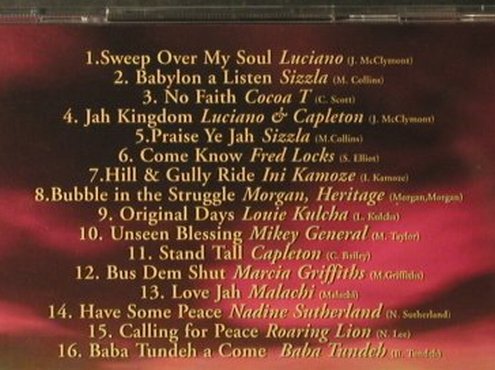 1.Sweep Over My Soul Luciano (J. McClymont)
2. Babylon a Listen Sizzla (M. Collins)
3. No Faith Cocoa T (C. Scott)
4. Jah Kingdom Luciano & Capleton (J. McClymont)
5.Praise Ye Jah Sizzla (M.Collins)
6. Come Know Fred Locks (S. Elliot)
7.Hill & Gully Ride Ini Kamoze (I. Kamoze)
8.Bubble in the Struggle Morgan, Heritage (Morgan,Morgan)
9. Original Days Louie Kulcha (L. Kulcha)
10. Unseen Blessing Mikey General (M. Taylor)
11. Stand Tall Capleton (C. Bailey)
12. Bus Dem Shut Marcia Griffiths (M.Griffiths)
13. Love Jah Malachi (Malachi)
14. Have Some Peace Nadine Sutherland (N. Sutherland)
15. Calling for Peace Roaring Lion (N. Lee)
16. Baba Tundeh a Come Baba Tundeh (B. Tundeh)